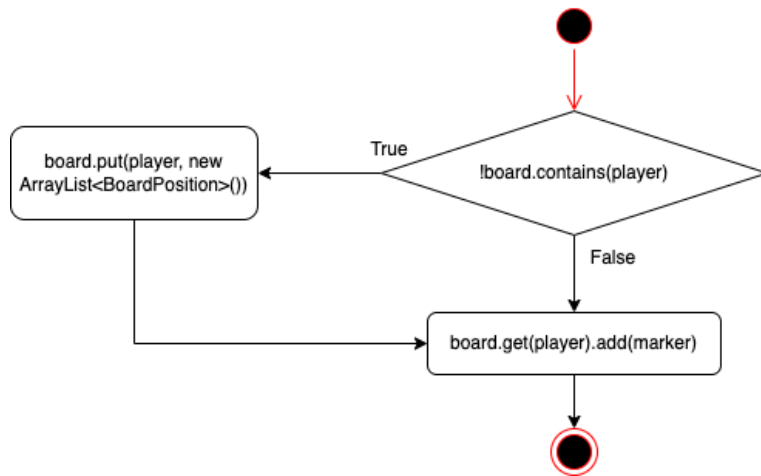 True
!board.contains(player)
board.put(player, new
ArrayList<BoardPosition>())
False
board.get(player).add(marker)